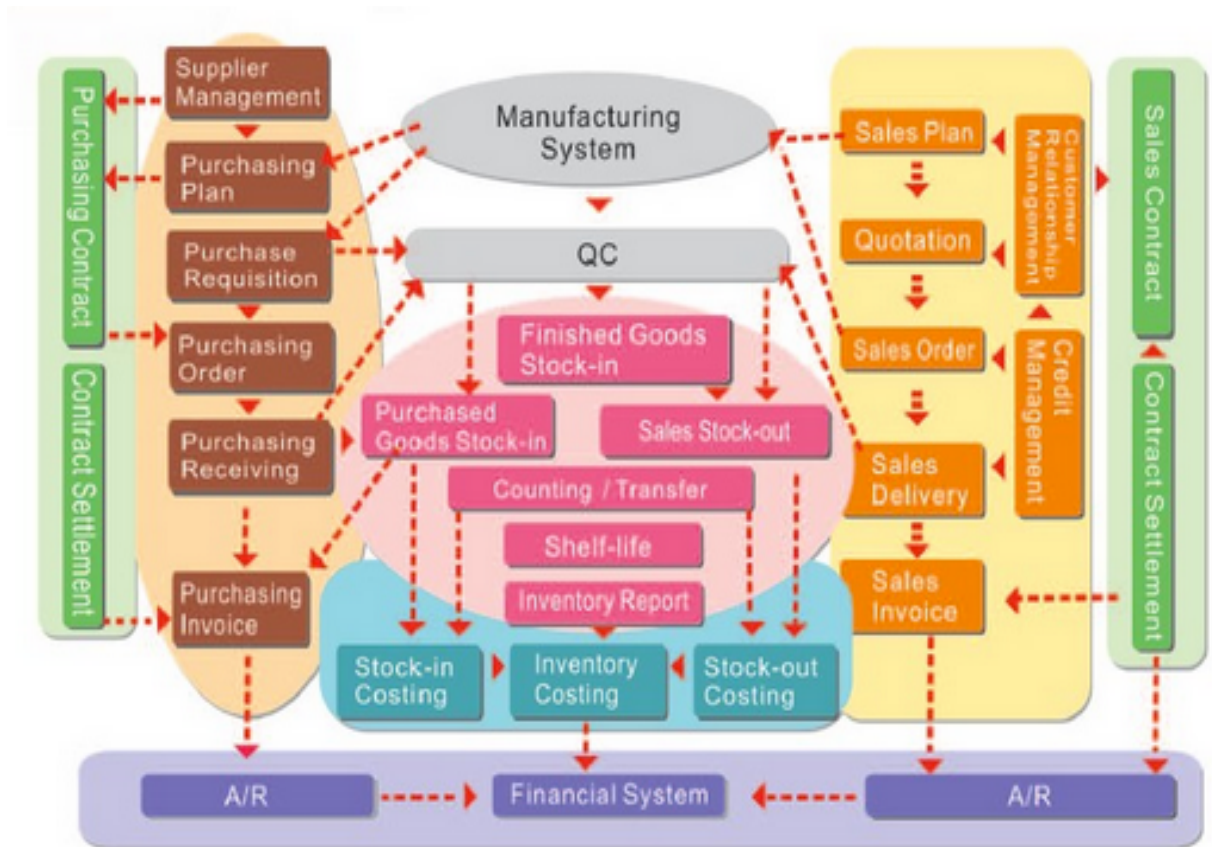 Purchasing Contract
Contract Settlement
Supplier
Management
Purchasing
Plan
Purchase
Requisition
Purchasing
Order
Purchasing
Receiving
Purchasing
Invoice
Manufacturing
System
QC
Finished Goods
Stock-in
Purchased
Goods Stock-in
Sales Stock-out
Counting / Transfer
Shelf-life
Inventory Report
Stock-in
Costing
Inventory
Costing
Stock-out
Costing
Sales Plan
Quotation
Sales Order
Sales
Delivery
Sales
Invoice
Customer
Relationship
Management
Credit
Management
Sales Contract
Contract Settlement
A/R
Financial System
A/R